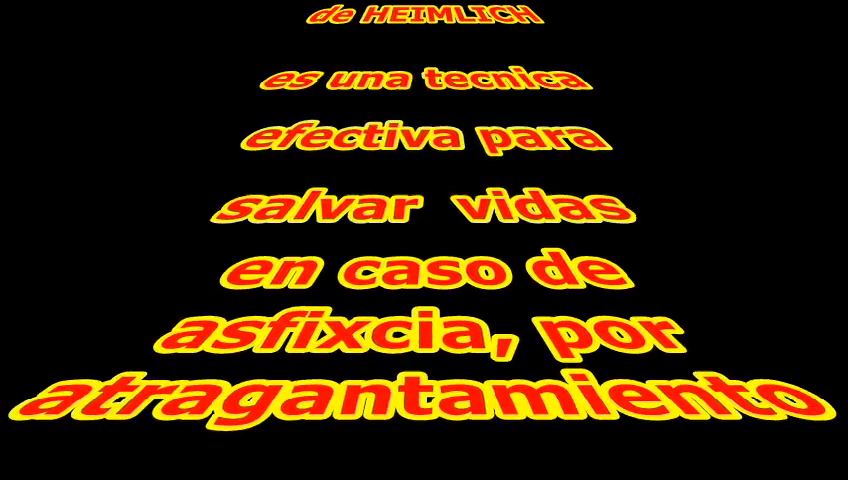 de HEIMLICH
es una tecnica
efectiva para
salvar vidas
en caso de
asfixcia, por
atragantamiento